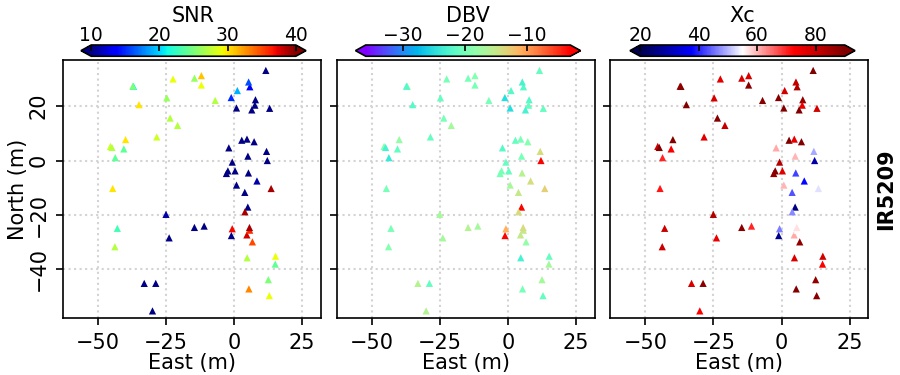 SNR DBV Xc
10 20 30 40 −30 −20 −10 20 40 60 80
20
0
−20
−40
North (m)
IR5209
−50 −25 0 25 −50 −25 0 25 −50 −25 0 25
East (m) East (m) East (m)